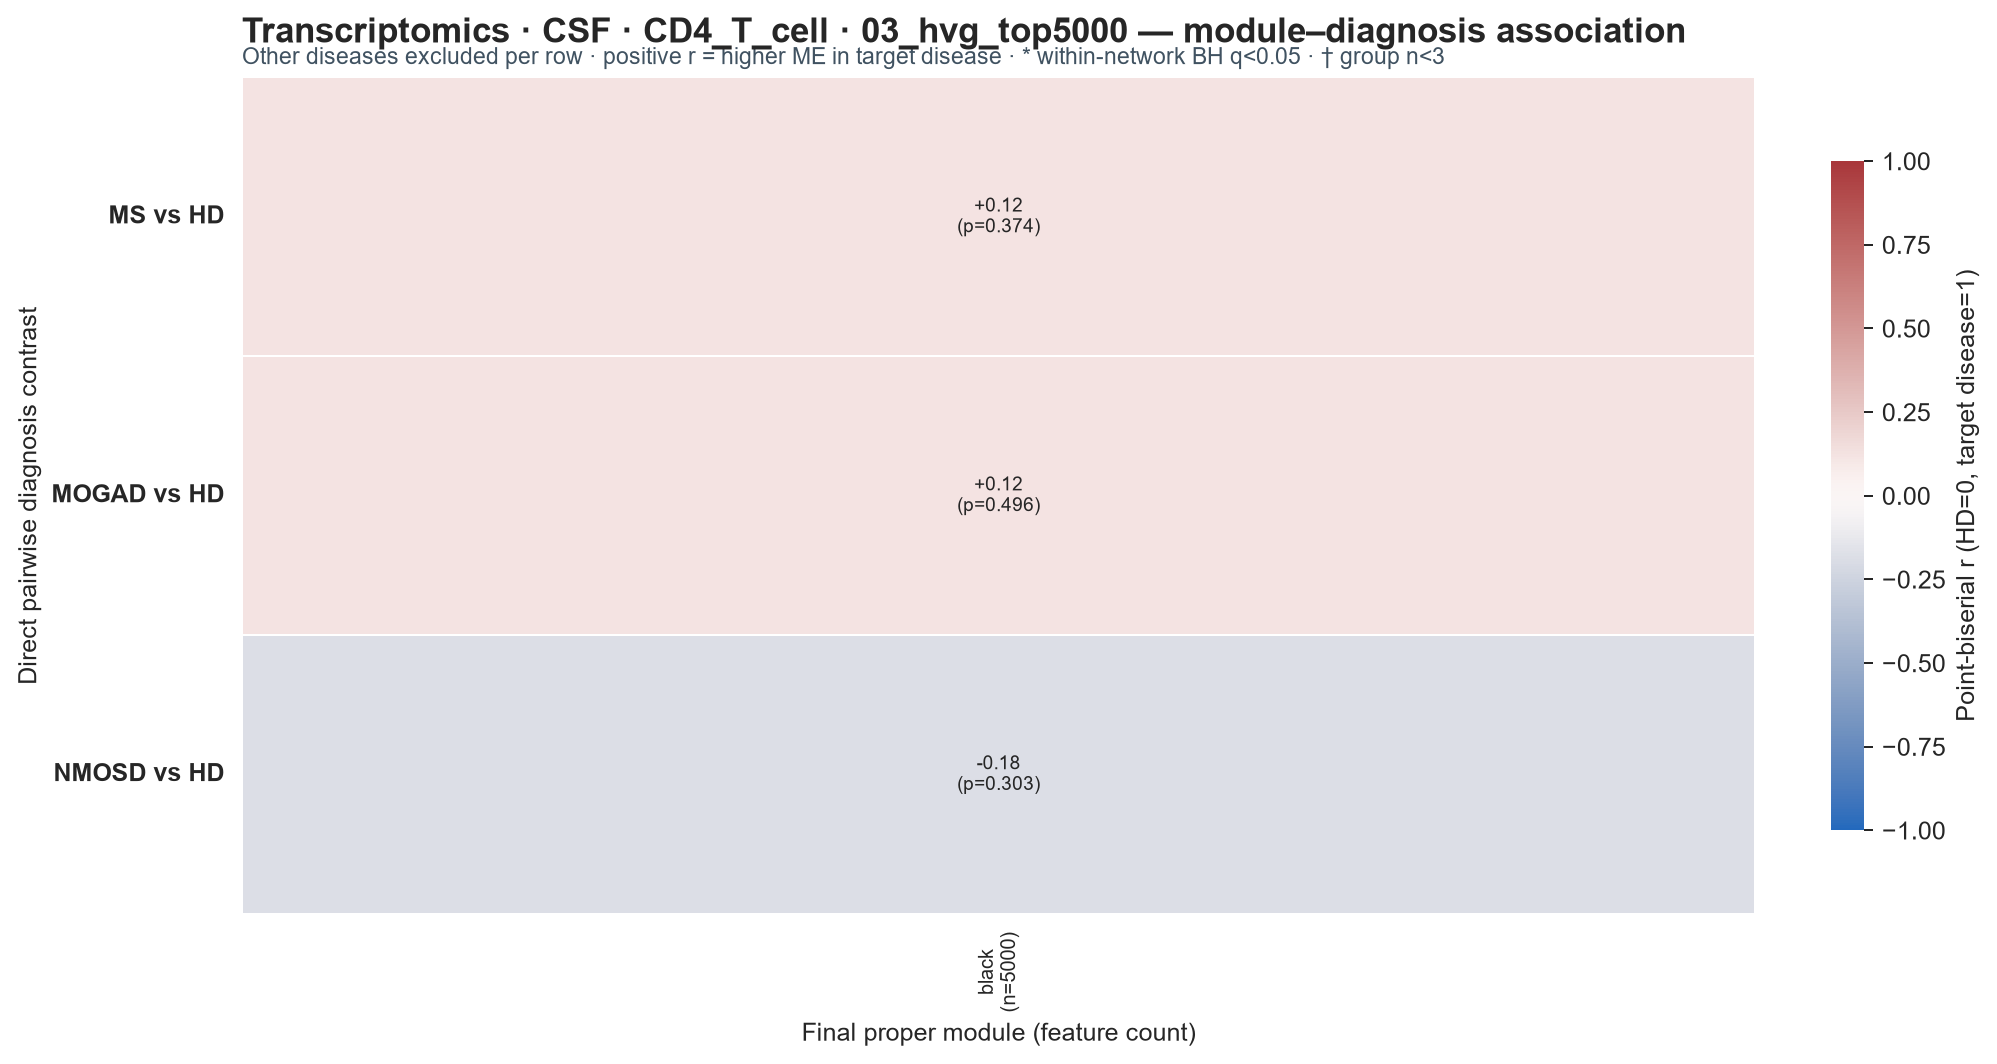 Transcriptomics · CSF · CD4_T_cell · 03_hvg_top5000 — module–diagnosis association
Other diseases excluded per row · positive r = higher ME in target disease · * within-network BH q<0.05 · † group n<3
Direct pairwise diagnosis contrast
MS vs HD
+0.12
(p=0.374)
MOGAD vs HD
+0.12
(p=0.496)
NMOSD vs HD
-0.18
(p=0.303)
black
(n=5000)
Final proper module (feature count)
1.00
0.75
0.50
0.25
0.00
−0.25
−0.50
−0.75
−1.00
Point-biserial r (HD=0, target disease=1)